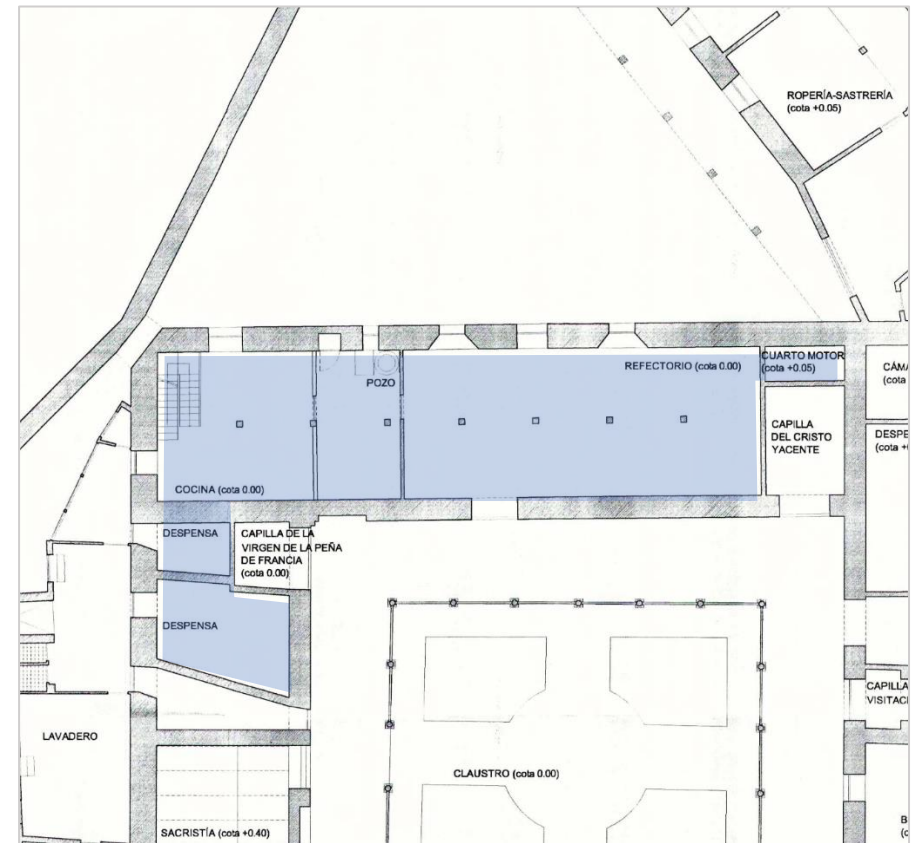 ROPERÍA-SASTRERÍA
(cota +0.05)
REFECTORIO (cota 0.00)
CUARTO MOTOR
(cota +0.05)
POZO
CAPILLA
DEL CRISTO
YACENTE
COCINA (cota 0.00)
DESPENSA
CAPILLA DE LA
VIRGEN DE LA PEÑA
DE FRANCIA
(cota 0.00)
DESPENSA
LAVADERO
CLAUSTRO (cota 0.00)
SACRISTÍA (cota +0.40)
CAPILLA